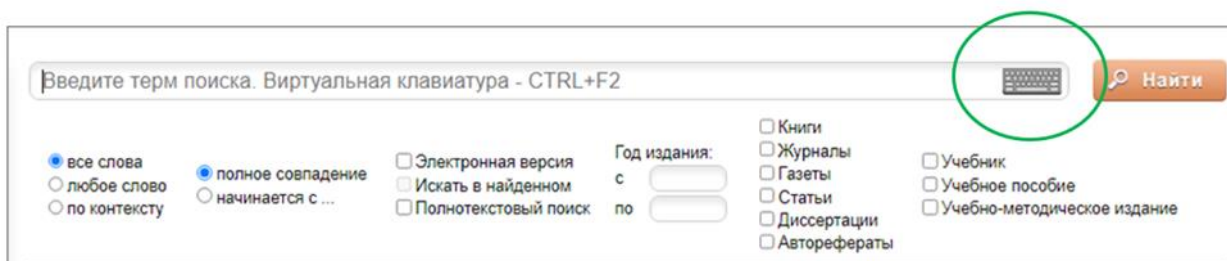 Введите терм поиска. Виртуальная клавиатура - CTRL+F2
Найти
все слова
любое слово
по контексту
полное совпадение
начинается с ...
Электронная версия
Искать в найденном
Полнотекстовый поиск
Год издания:
с
по
Книги
Журналы
Газеты
Статьи
Диссертации
Авторефераты
Учебник
Учебное пособие
Учебно-методическое издание